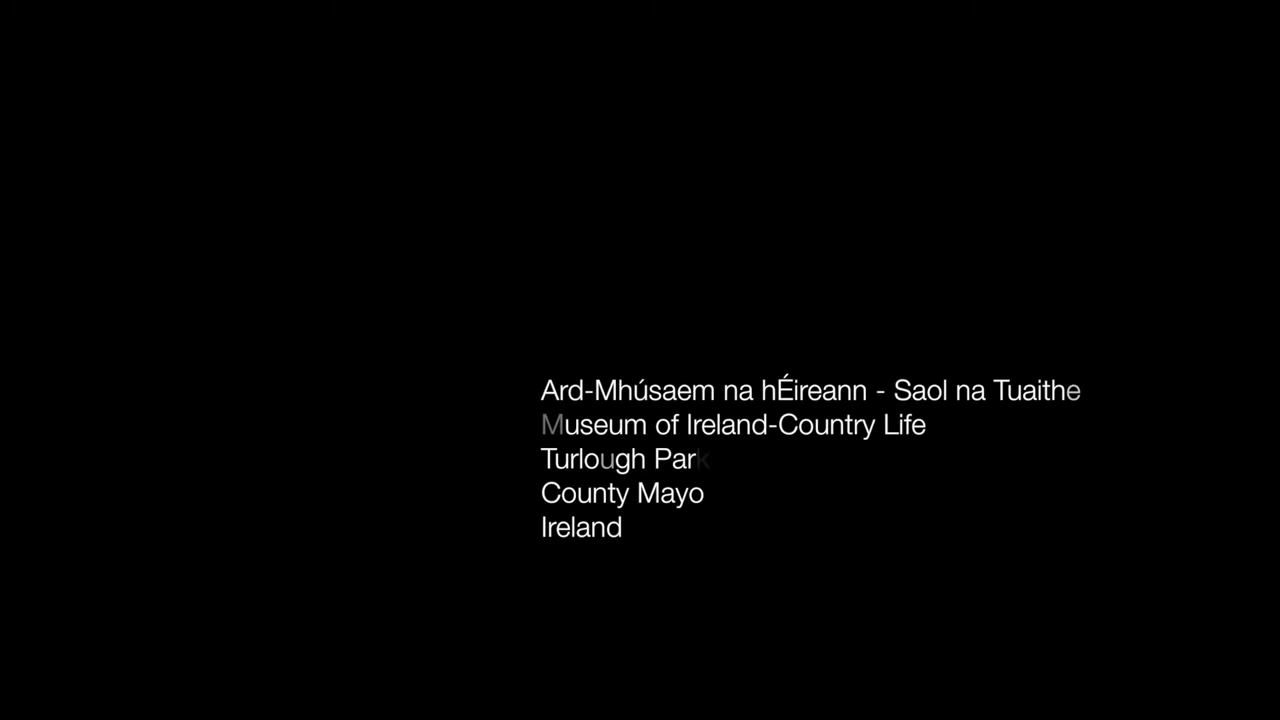 Ard-Mhúsaem na hÉireann - Saol na Tuaithe
Museum of Ireland-Country Life
Turlough Park
County Mayo
Ireland